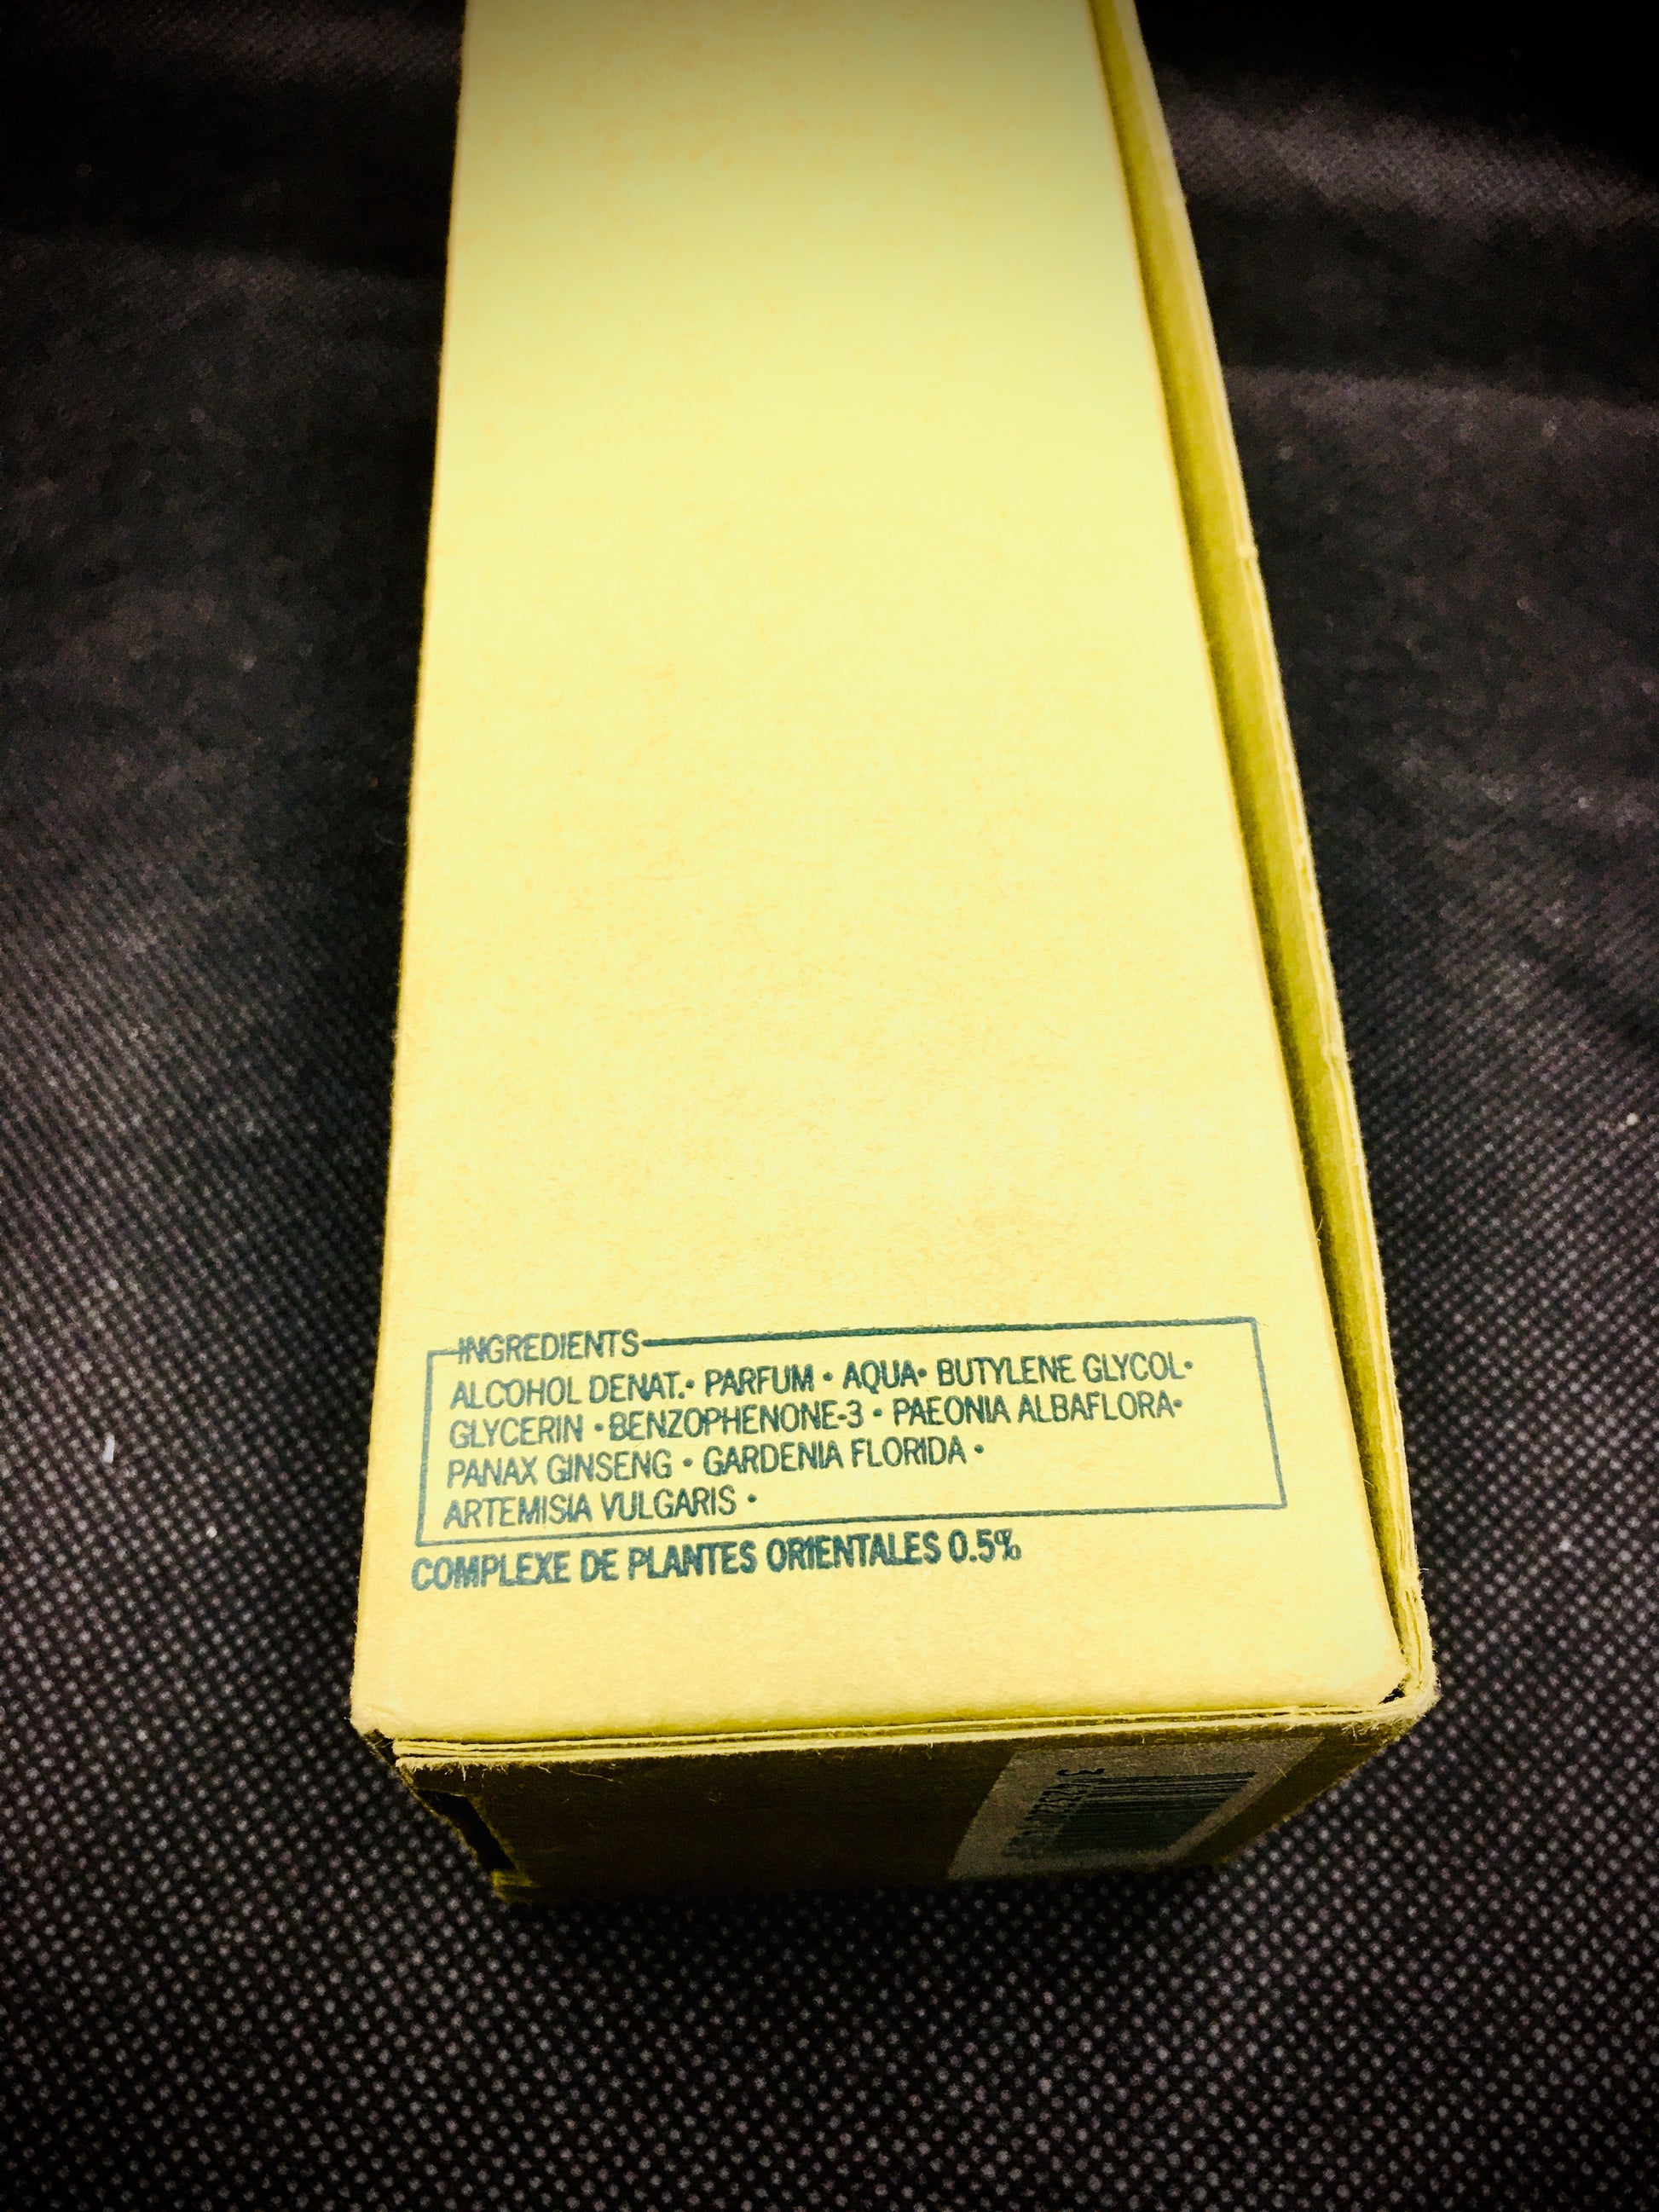 INGREDIENTS
ALCOHOL DENAT.• PARFUM • AQUA• BUTYLENE GLYCOL•
GLYCERIN • BENZOPHENONE-3 • PAEONIA ALBAFLORA•
PANAX GINSENG • GARDENIA FLORIDA •
ARTEMISIA VULGARIS •
COMPLEXE DE PLANTES ORIENTALES 0.5%